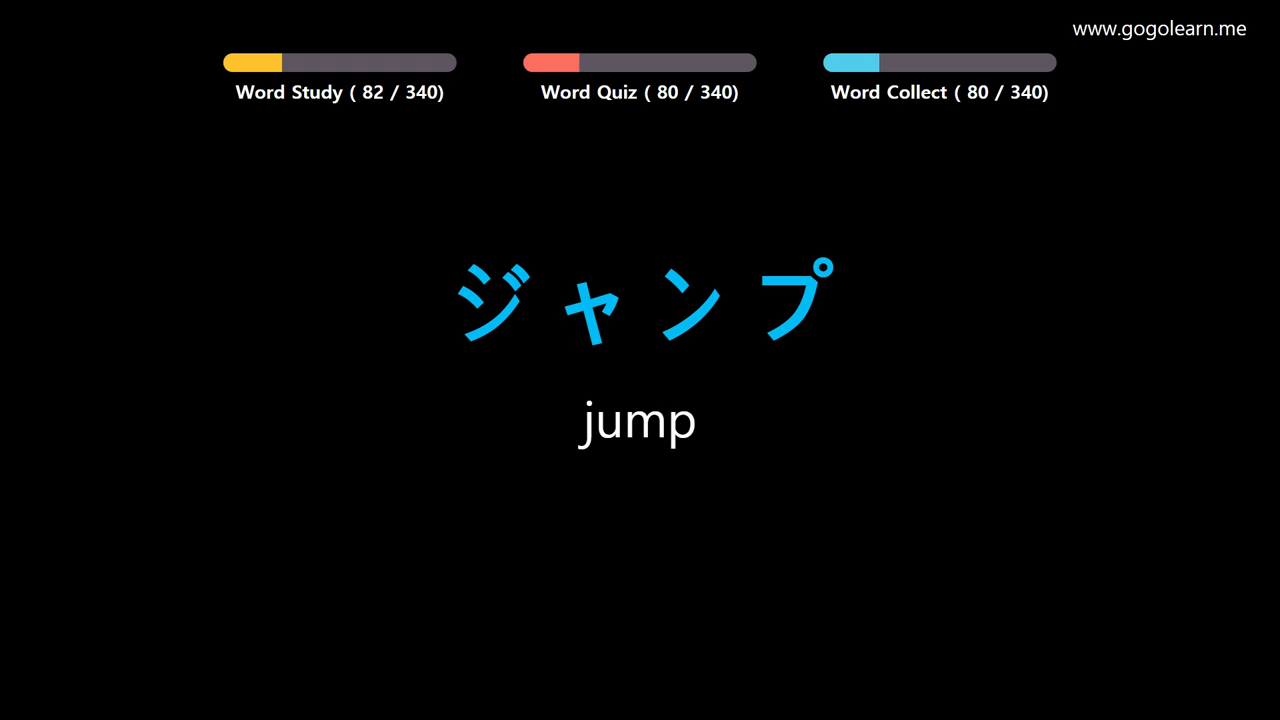 www.gogolearn.me
Word Study ( 82 / 340)
Word Quiz ( 80 / 340)
Word Collect ( 80 / 340)
ジャンプ
jump